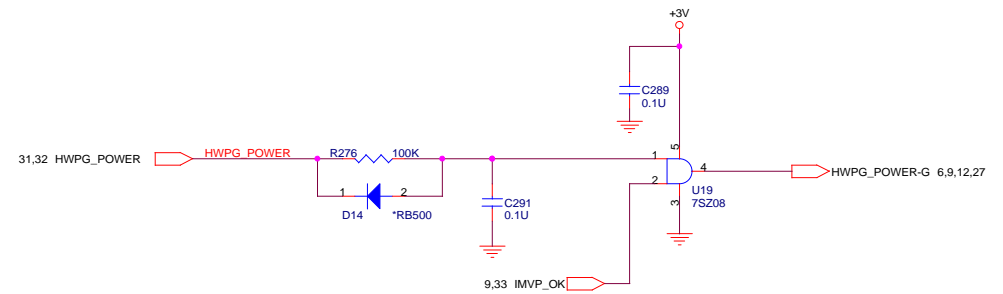 +3V
C289
0.1U
5
31,32 HWPG_POWER
HWPG_POWER
R276
100K
1
4
HWPG_POWER-G 6,9,12,27
2
1
2
U19
7SZ08
3
D14
*RB500
C291
0.1U
9,33 IMVP_OK